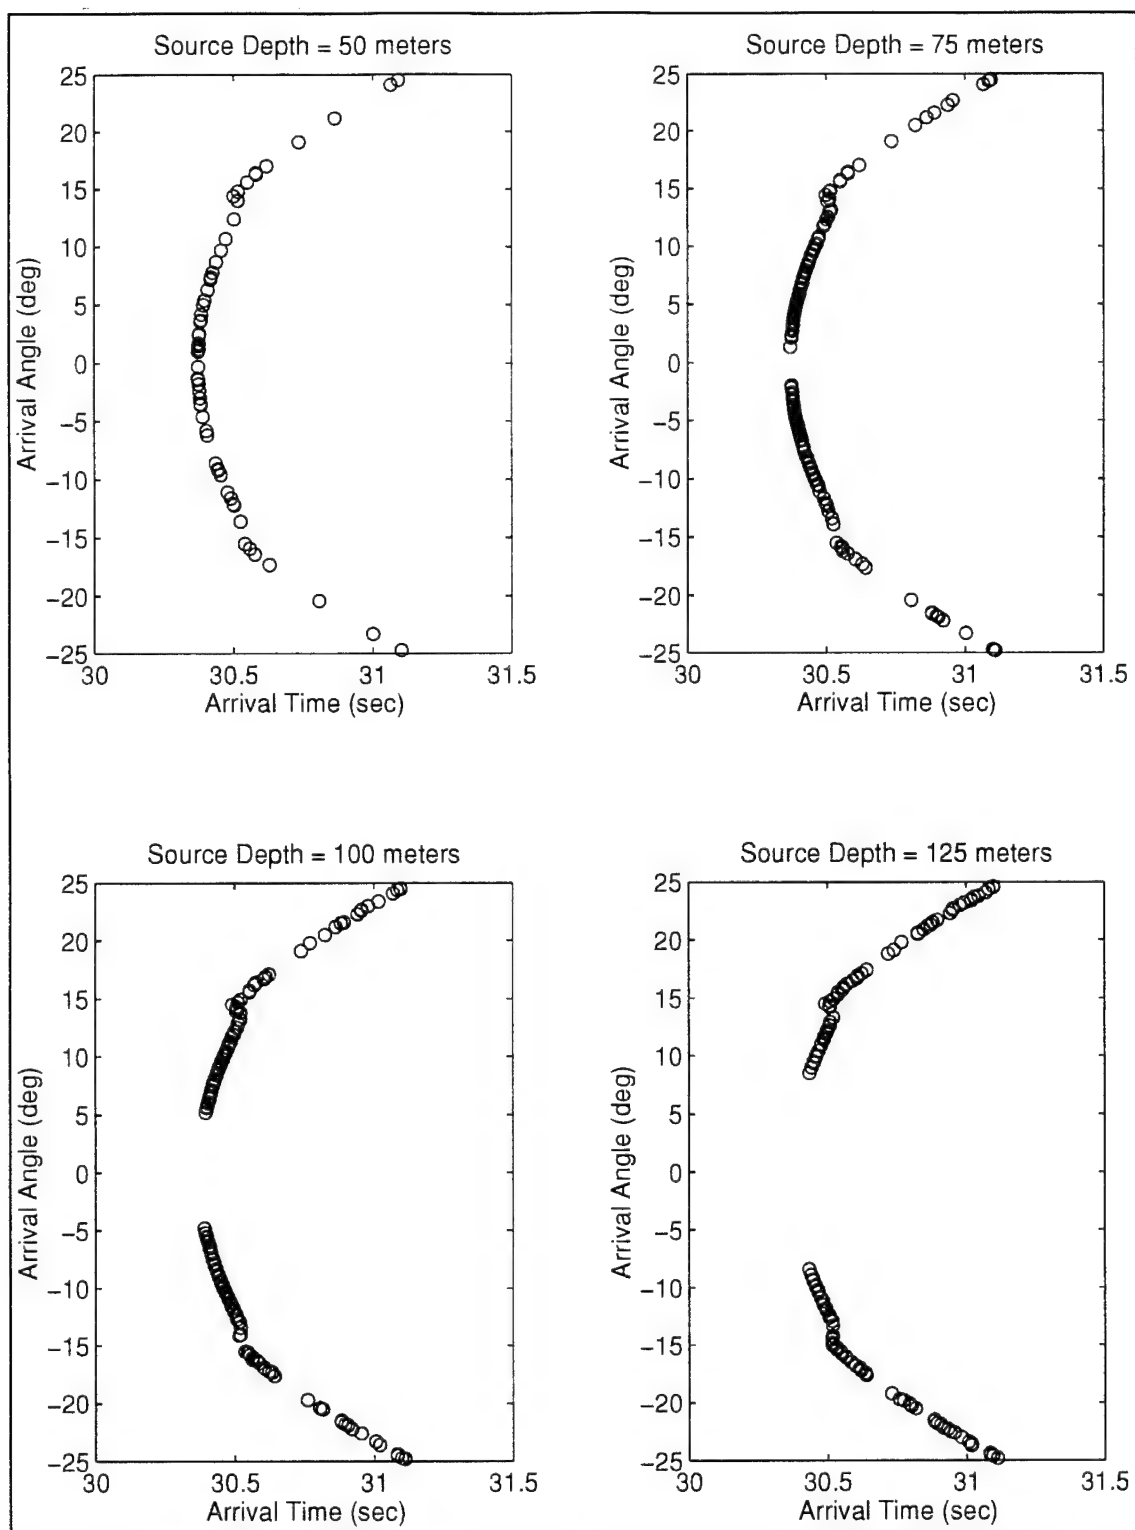 Source Depth = 50 meters
25
20
15
10
5
0
−5
−10
−15
−20
−25
Arrival Angle (deg)
30 30.5 31 31.5
Arrival Time (sec)
Source Depth = 75 meters
25
20
15
10
5
0
−5
−10
−15
−20
−25
Arrival Angle (deg)
30 30.5 31 31.5
Arrival Time (sec)
Source Depth = 100 meters
25
20
15
10
5
0
−5
−10
−15
−20
−25
Arrival Angle (deg)
30 30.5 31 31.5
Arrival Time (sec)
Source Depth = 125 meters
25
20
15
10
5
0
−5
−10
−15
−20
−25
Arrival Angle (deg)
30 30.5 31 31.5
Arrival Time (sec)